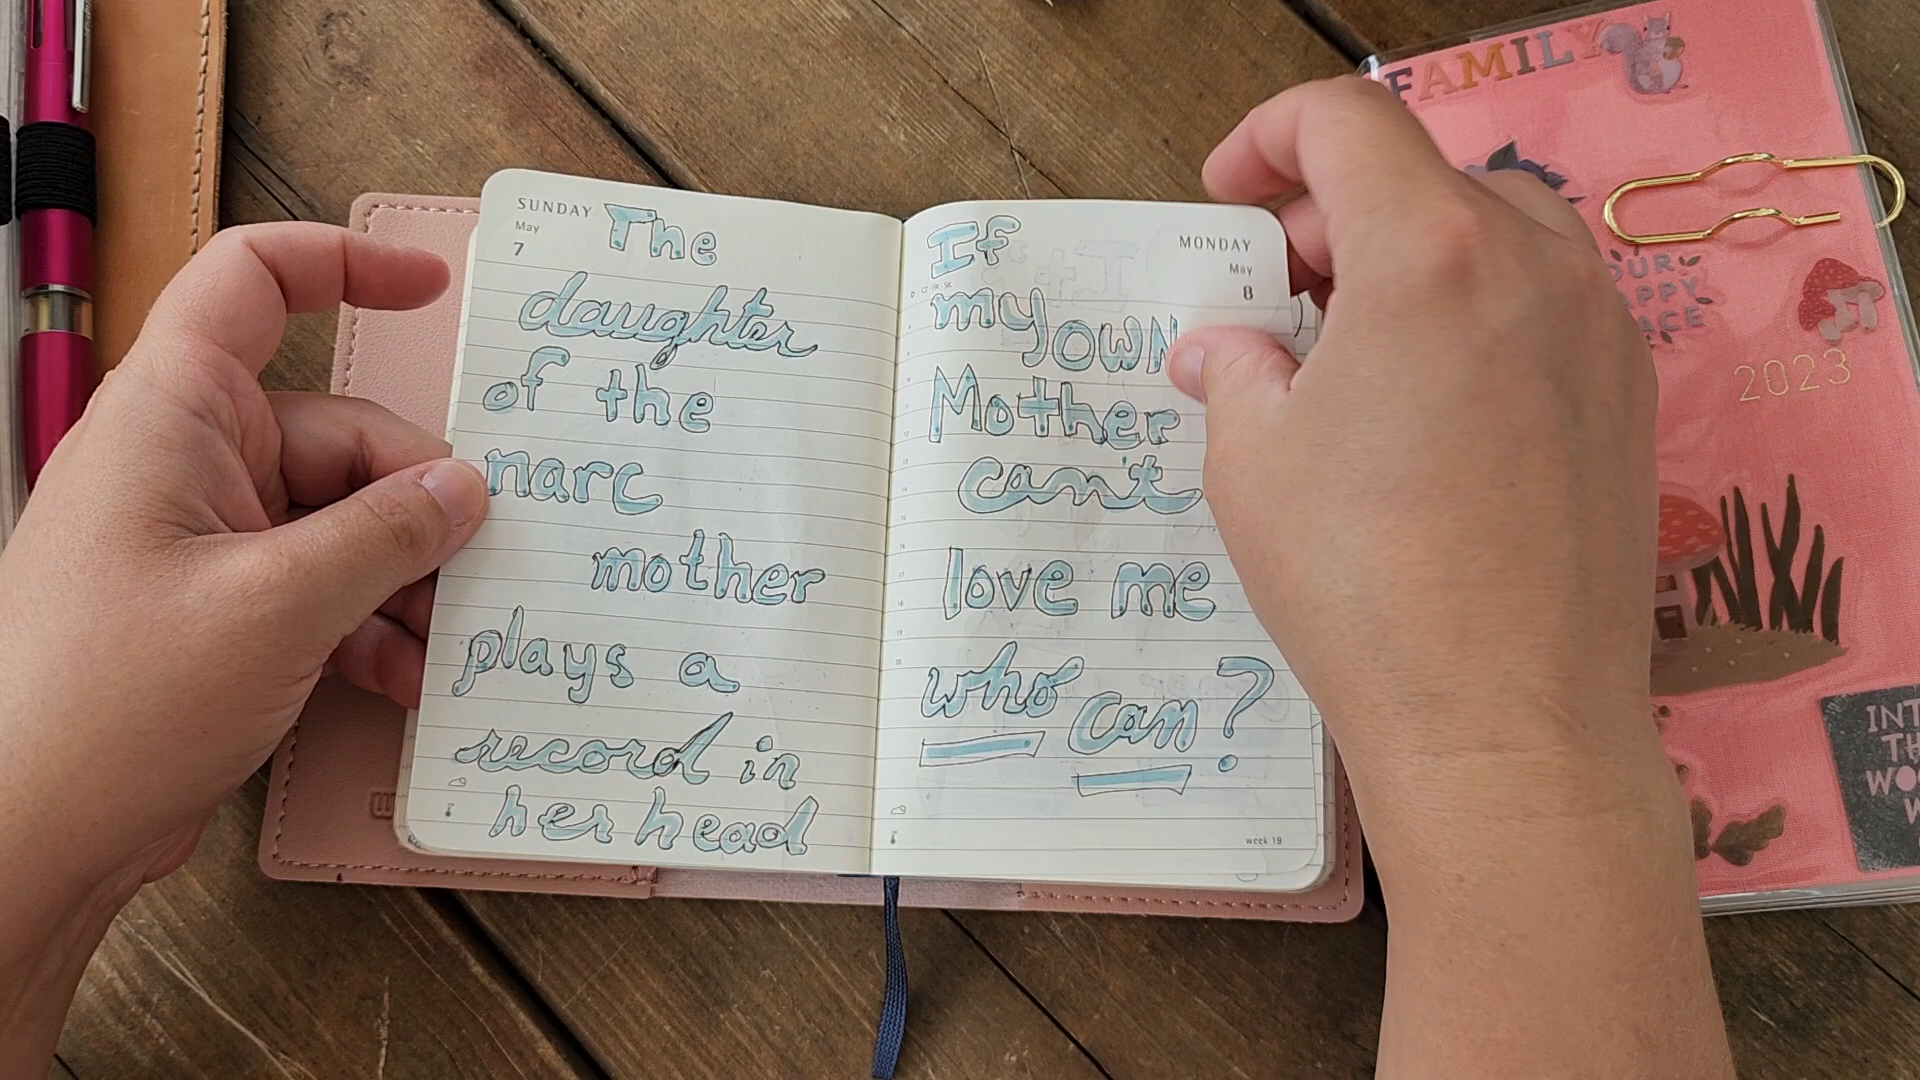 SUNDAY
May
7
The
daughter
of the
narc
mother
plays a
record in
her head
MONDAY
May
8
If
my OWN
Mother
can't
love me
who can?
week 19
FAMILY
2023